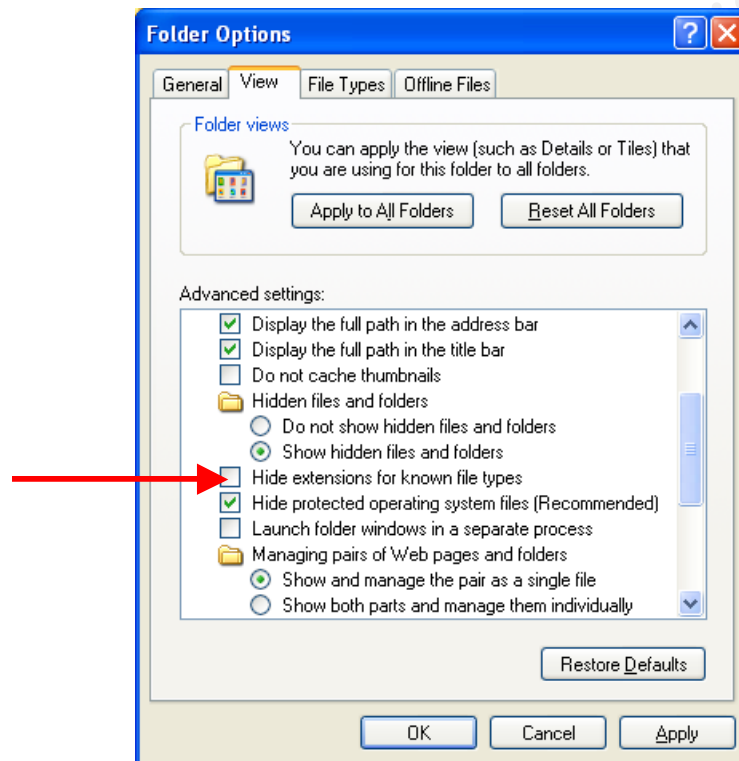 Folder Options
General View File Types Offline Files
Folder views
You can apply the view (such as Details or Tiles) that
you are using for this folder to all folders.
Apply to All Folders Reset All Folders
Advanced settings:
Display the full path in the address bar
Display the full path in the title bar
Do not cache thumbnails
Hidden files and folders
Do not show hidden files and folders
Show hidden files and folders
Hide extensions for known file types
Hide protected operating system files (Recommended)
Launch folder windows in a separate process
Managing pairs of Web pages and folders
Show and manage the pair as a single file
Show both parts and manage them individually
Restore Defaults
OK Cancel Apply